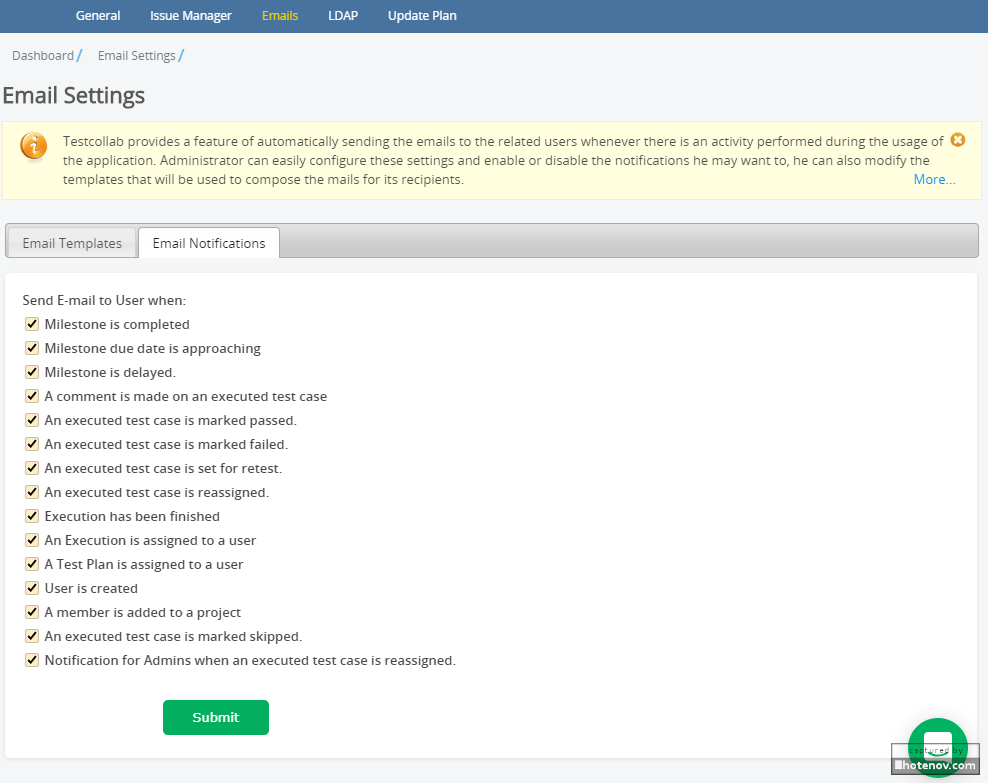 General Issue Manager Emails LDAP Update Plan
Dashboard / Email Settings /
Email Settings
Testcollab provides a feature of automatically sending the emails to the related users whenever there is an activity performed during the usage of
the application. Administrator can easily configure these settings and enable or disable the notifications he may want to, he can also modify the
templates that will be used to compose the mails for its recipients.
More...
Email Templates Email Notifications
Send E-mail to User when:
Milestone is completed
Milestone due date is approaching
Milestone is delayed.
A comment is made on an executed test case
An executed test case is marked passed.
An executed test case is marked failed.
An executed test case is set for retest.
An executed test case is reassigned.
Execution has been finished
An Execution is assigned to a user
A Test Plan is assigned to a user
User is created
A member is added to a project
An executed test case is marked skipped.
Notification for Admins when an executed test case is reassigned.
Submit
captured by
hotenov.com